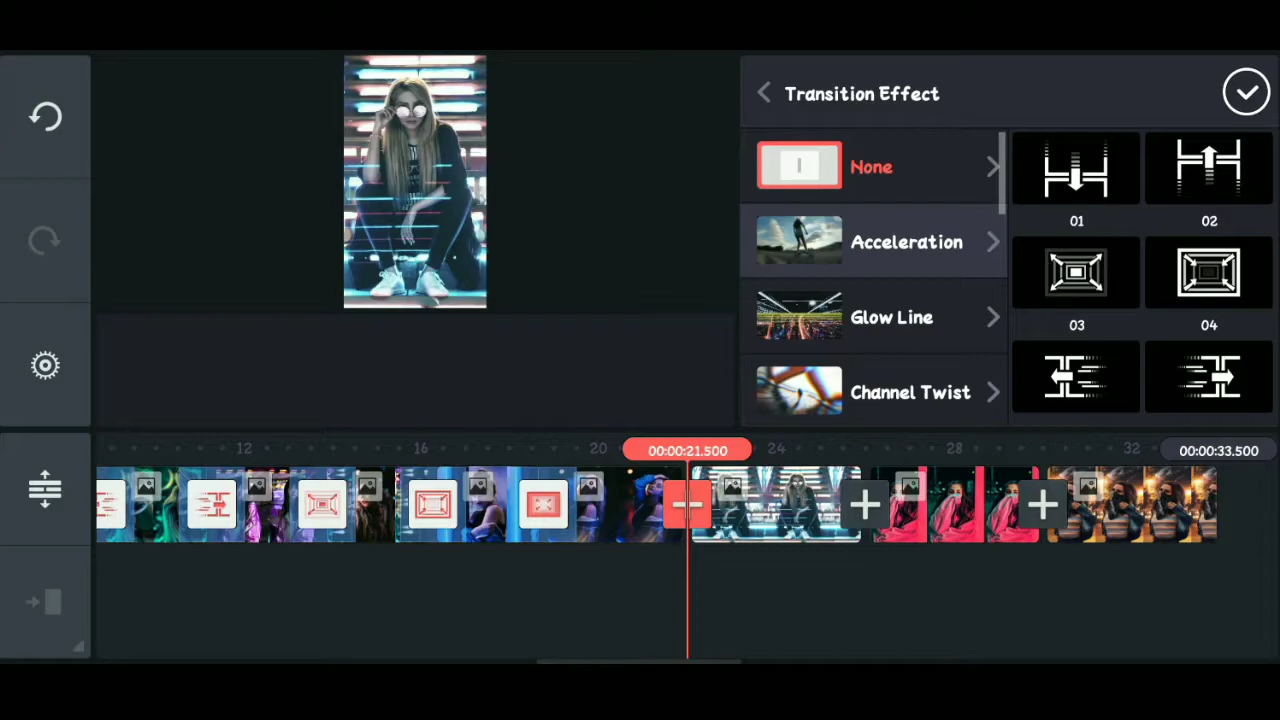 Transition Effect
None
Acceleration
Glow Line
Channel Twist
01
02
03
04
12
16
20
00:00:21.500
24
28
32
00:00:33.500